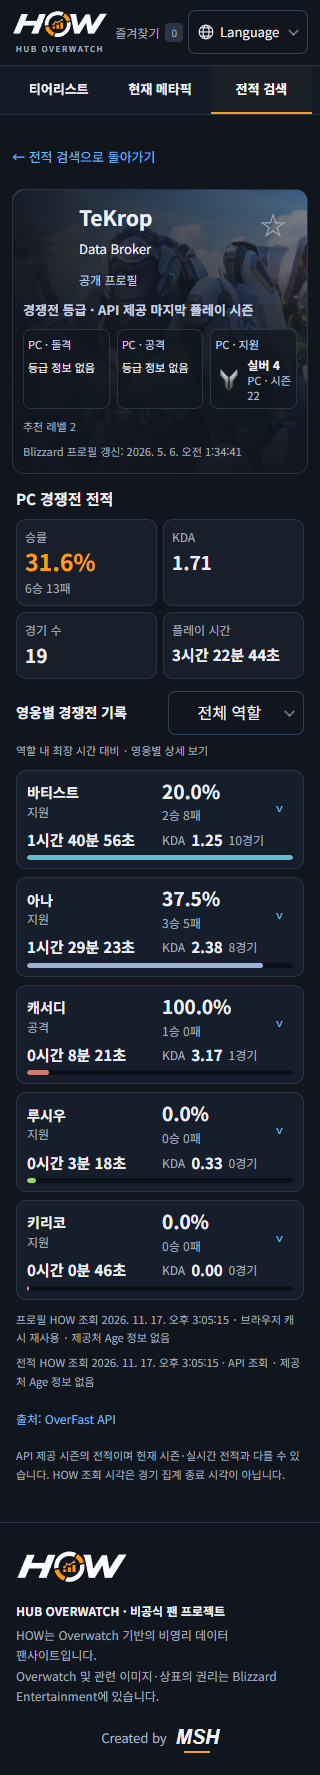 HOW
HUB OVERWATCH
즐겨찾기 0
Language
티어리스트 현재 메타픽 전적 검색
← 전적 검색으로 돌아가기
TeKrop
Data Broker
공개 프로필
경쟁전 등급 · API 제공 마지막 플레이 시즌
PC · 돌격
등급 정보 없음
PC · 공격
등급 정보 없음
PC · 지원
실버 4
PC · 시즌
22
추천 레벨 2
Blizzard 프로필 갱신: 2026. 5. 6. 오전 1:34:41
PC 경쟁전 전적
승률
31.6%
6승 13패
KDA
1.71
경기 수
19
플레이 시간
3시간 22분 44초
영웅별 경쟁전 기록
전체 역할
역할 내 최장 시간 대비 · 영웅별 상세 보기
바티스트
지원
20.0%
2승 8패
v
1시간 40분 56초
KDA 1.25 10경기
아나
지원
37.5%
3승 5패
v
1시간 29분 23초
KDA 2.38 8경기
캐서디
공격
100.0%
1승 0패
v
0시간 8분 21초
KDA 3.17 1경기
루시우
지원
0.0%
0승 0패
v
0시간 3분 18초
KDA 0.33 0경기
키리코
지원
0.0%
0승 0패
v
0시간 0분 46초
KDA 0.00 0경기
프로필 HOW 조회 2026. 11. 17. 오후 3:05:15 · 브라우저 캐
시 재사용 · 제공처 Age 정보 없음
전적 HOW 조회 2026. 11. 17. 오후 3:05:15 · API 조회 · 제공
처 Age 정보 없음
출처: OverFast API
API 제공 시즌의 전적이며 현재 시즌·실시간 전적과 다를 수 있
습니다. HOW 조회 시각은 경기 집계 종료 시각이 아닙니다.
HOW
HUB OVERWATCH · 비공식 팬 프로젝트
HOW는 Overwatch 기반의 비영리 데이터
팬사이트입니다.
Overwatch 및 관련 이미지·상표의 권리는 Blizzard
Entertainment에 있습니다.
Created by MSH